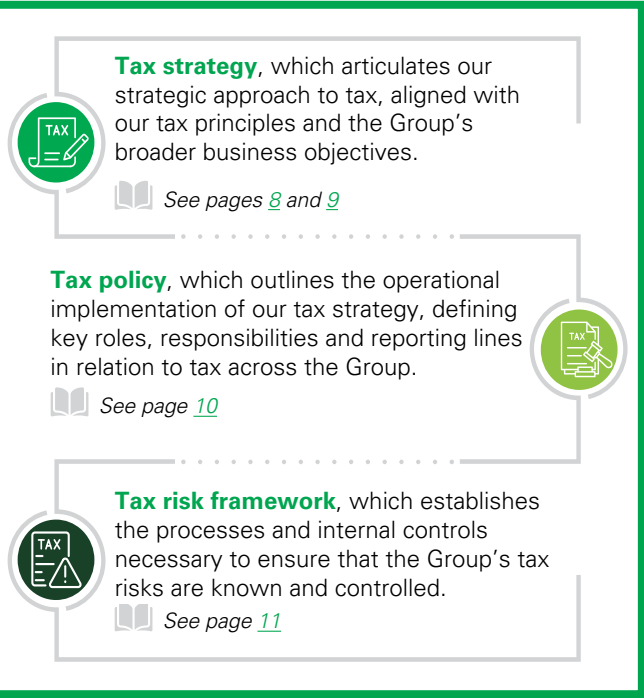 Tax strategy, which articulates our
strategic approach to tax, aligned with
our tax principles and the Group's
broader business objectives.
TAX
See pages 8 and 9
Tax policy, which outlines the operational
implementation of our tax strategy, defining
key roles, responsibilities and reporting lines
in relation to tax across the Group.
TAX
See page 10
Tax risk framework, which establishes
the processes and internal controls
necessary to ensure that the Group's tax
risks are known and controlled.
TAX
See page 11